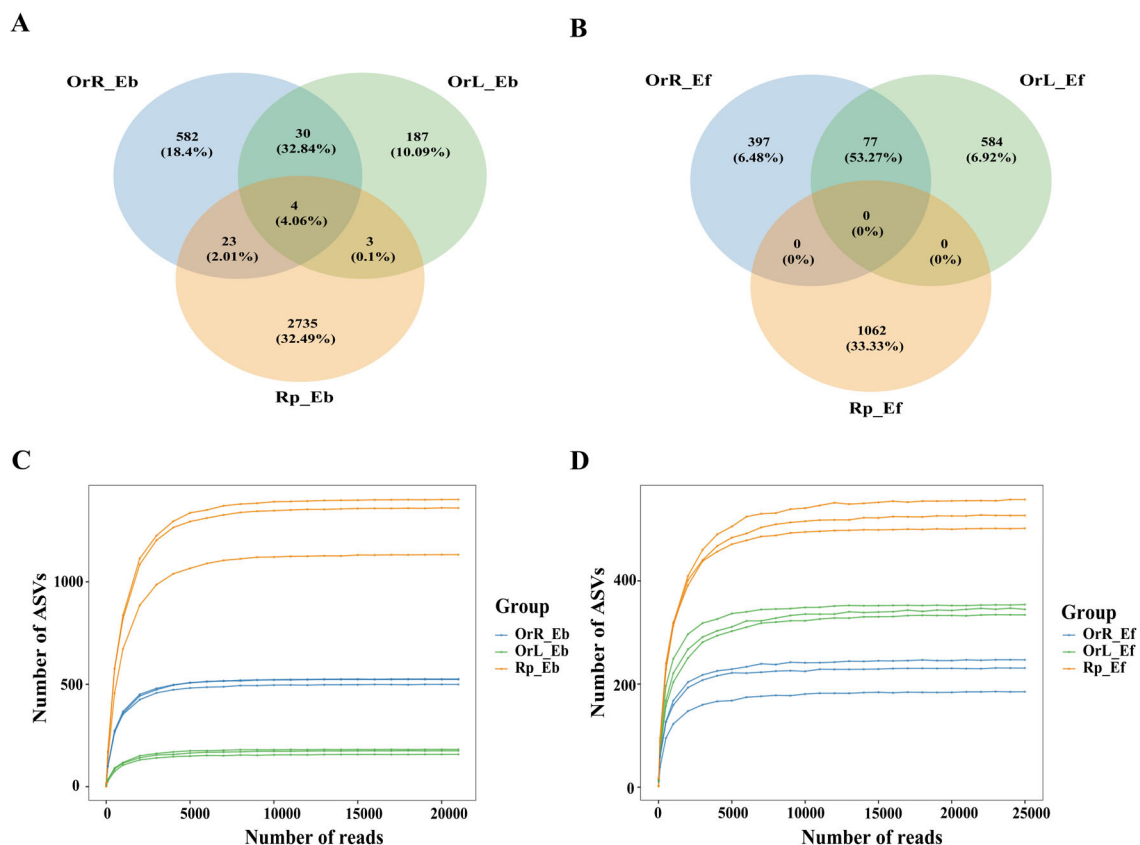 A
OrR_Eb
OrL_Eb
582
(18.4%)
30
(32.84%)
187
(10.09%)
4
(4.06%)
23
(2.01%)
3
(0.1%)
2735
(32.49%)
Rp_Eb
B
OrR_Ef
OrL_Ef
397
(6.48%)
77
(53.27%)
584
(6.92%)
0
(0%)
0
(0%)
0
(0%)
1062
(33.33%)
Rp_Ef
C
Number of ASVs
1000
500
0
0
5000
10000
15000
20000
Number of reads
Group
OrR_Eb
OrL_Eb
Rp_Eb
D
Number of ASVs
400
200
0
0
5000
10000
15000
20000
25000
Number of reads
Group
OrR_Ef
OrL_Ef
Rp_Ef